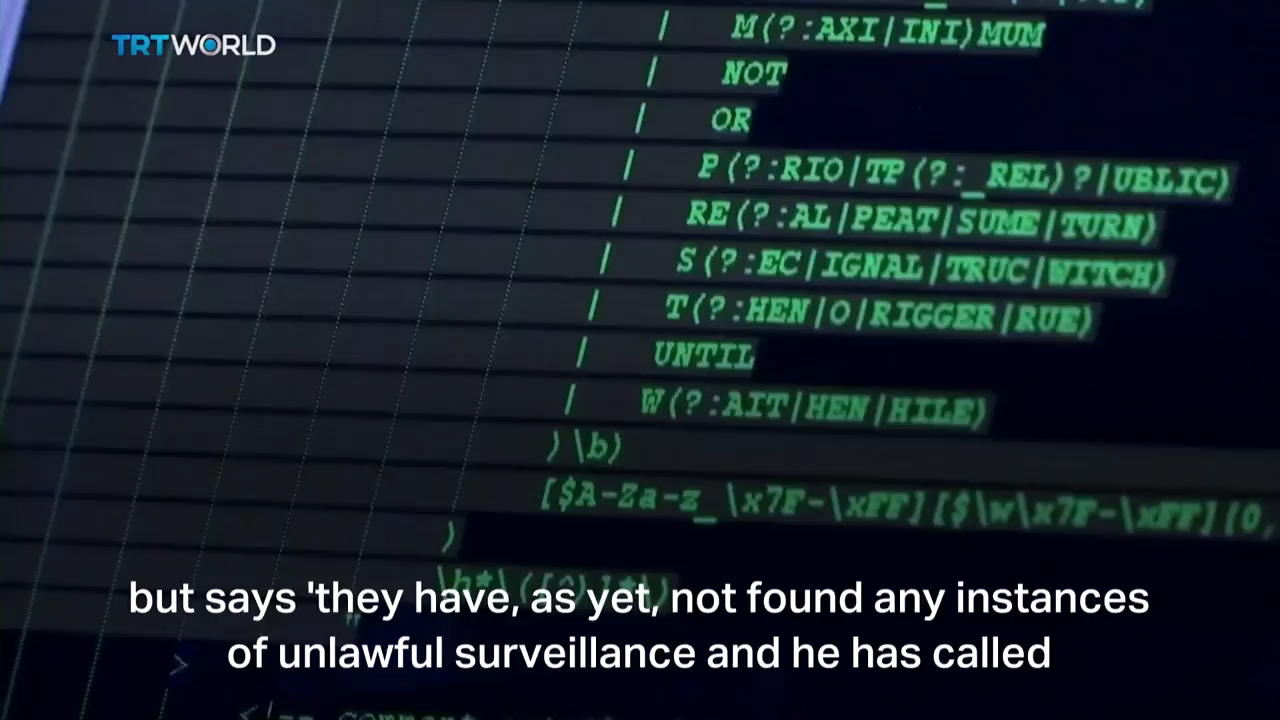 TRT WORLD
| M(?:AXI|INI)MUM
| NOT
| OR
| P(?:RIO|TP(?:_REL)?|UBLIC)
| RE(?:AL|PEAT|SUME|TURN)
| S(?:EC|IGNAL|TRUC|WITCH)
| T(?:HEN|O|RIGGER|RUE)
| UNTIL
| W(?:AIT|HEN|HILE)
)\b)
[$A-Za-z_\x7F-\xFF][$\w\x7F-\xFF]{0,
)
\h*\([^)]*\)
"
>
but says 'they have, as yet, not found any instances
of unlawful surveillance and he has called